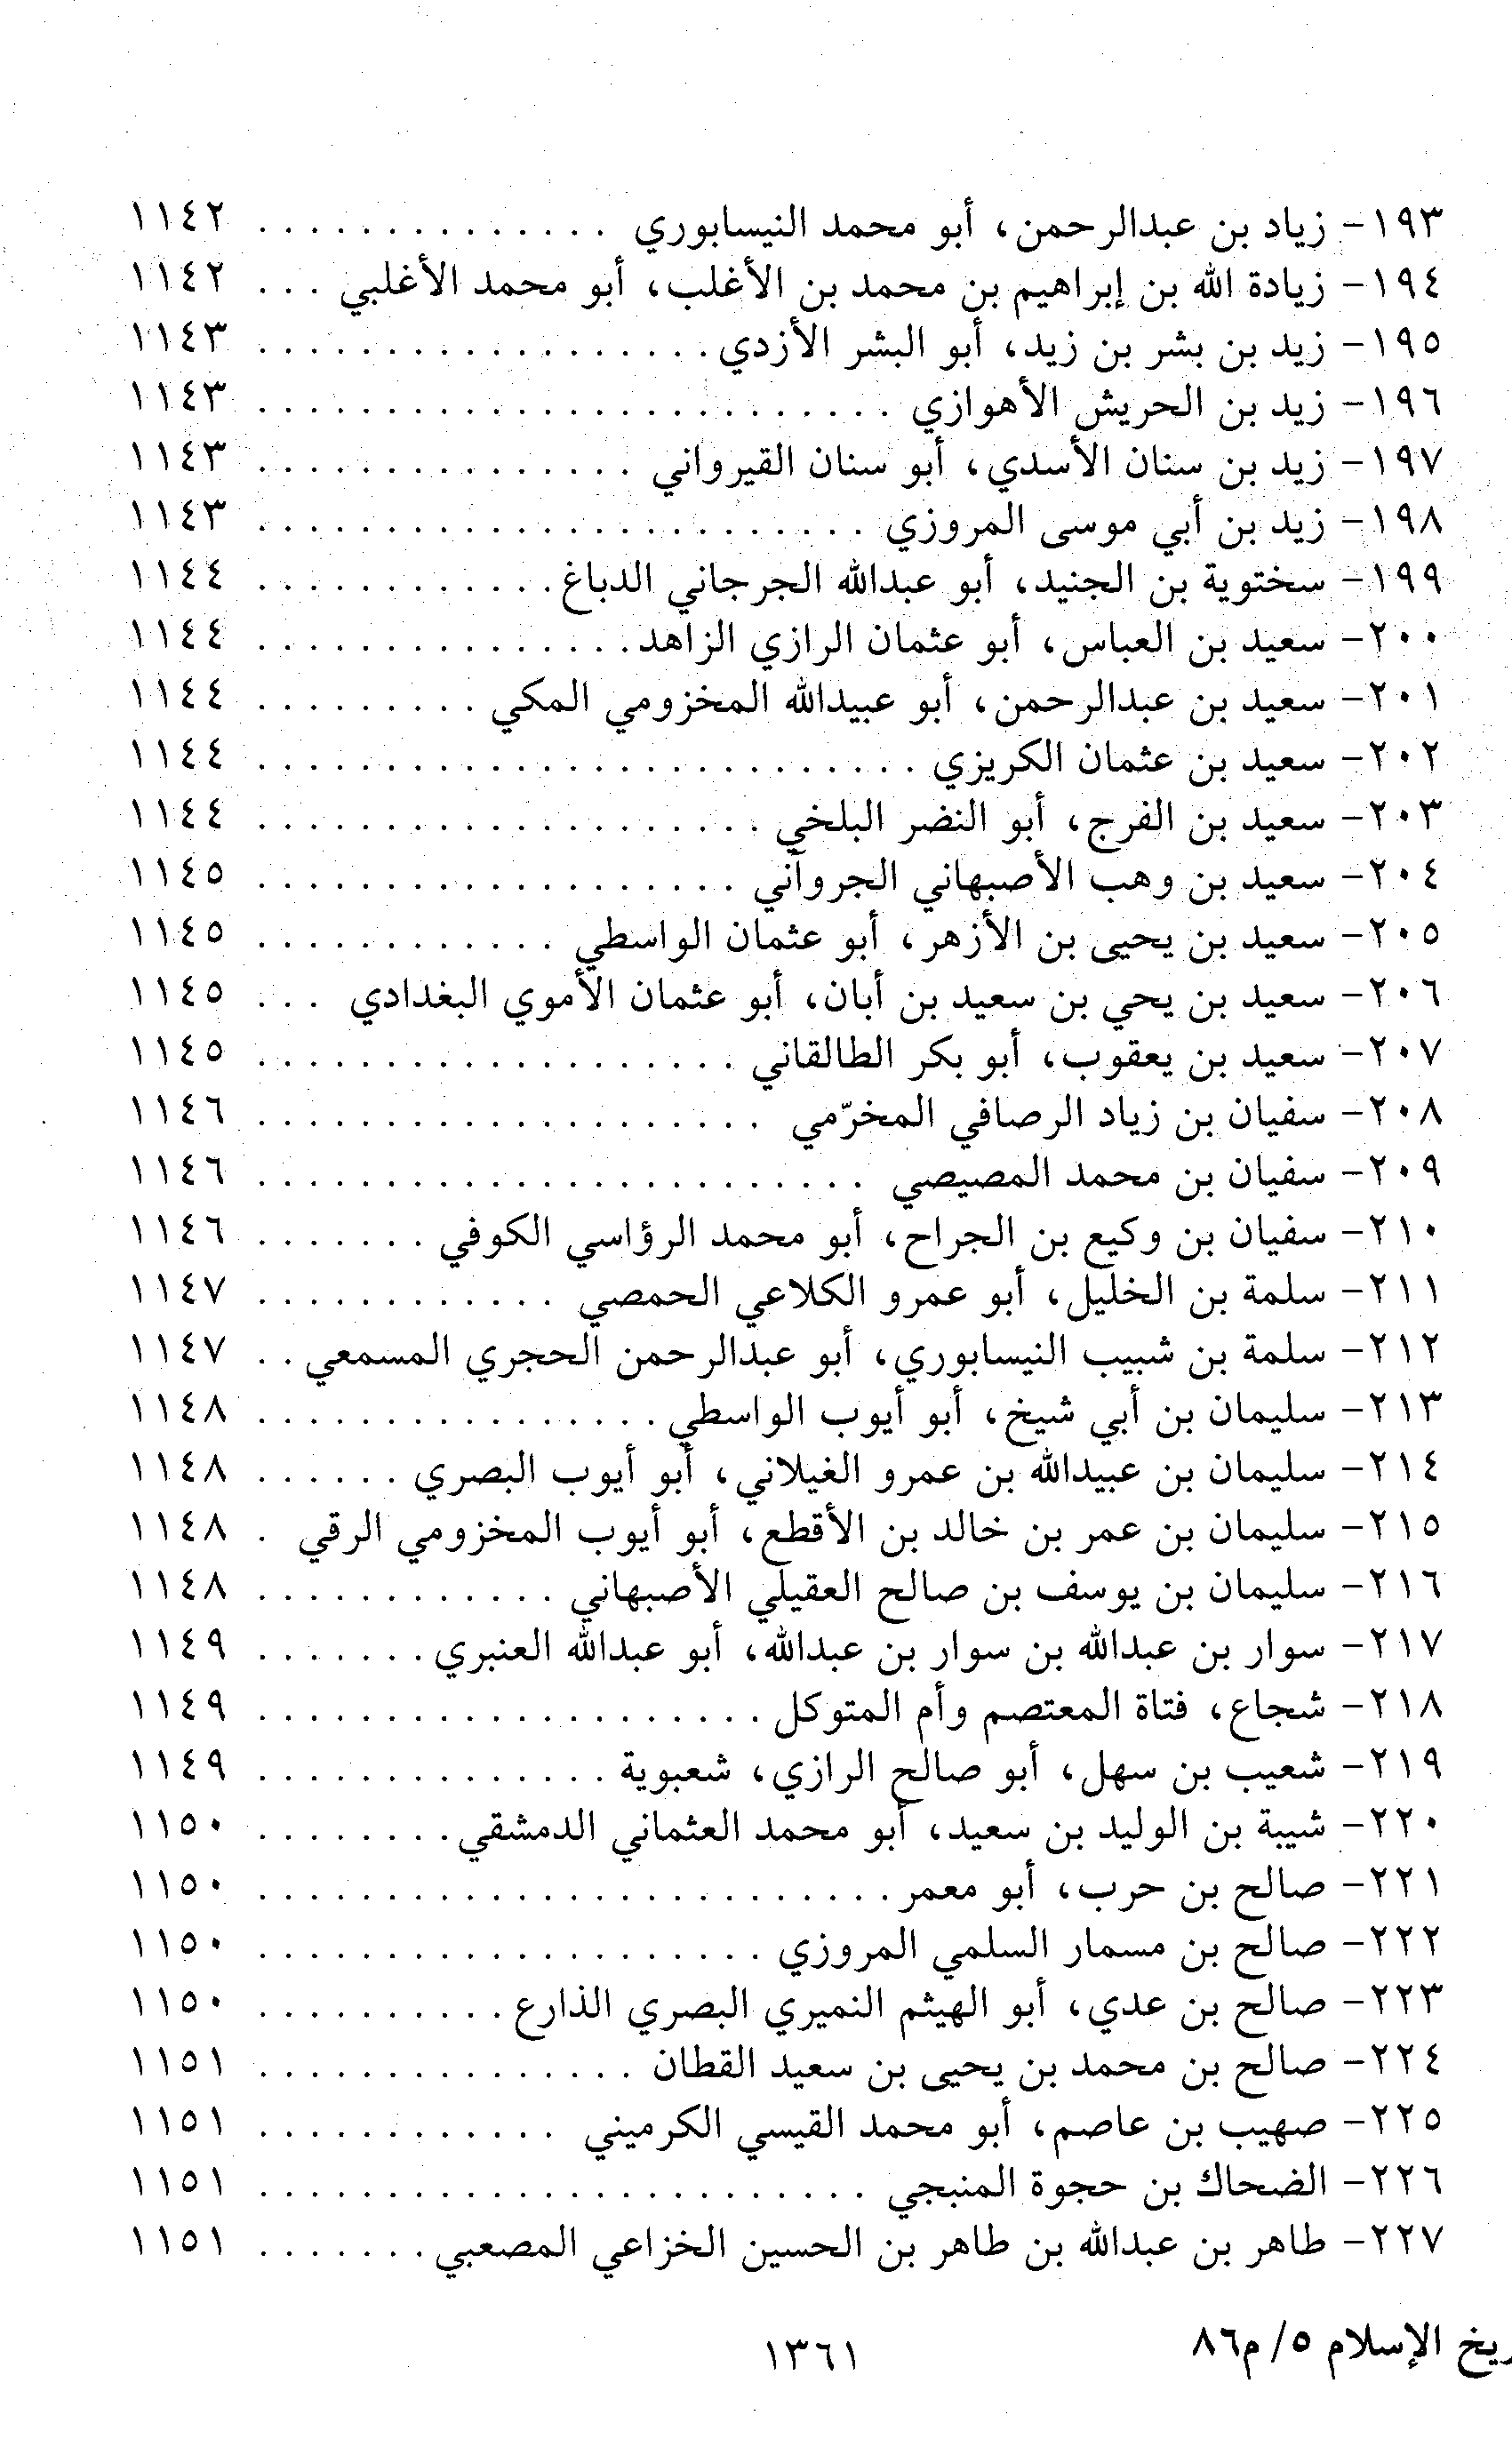 ١٩٣- زياد بن عبدالرحمن، أبو محمد النيسابوري . . . . . . . . . . . . . . ١١٤٢
١٩٤- زيادة الله بن إبراهيم بن محمد بن الأغلب، أبو محمد الأغلبي . . . ١١٤٢
١٩٥- زيد بن بشر بن زيد، أبو البشر الأزدي . . . . . . . . . . . . . . . . . . ١١٤٣
١٩٦- زيد بن الحريش الأهوازي . . . . . . . . . . . . . . . . . . . . . . . . . ١١٤٣
١٩٧- زيد بن سنان الأسدي، أبو سنان القيرواني . . . . . . . . . . . . . . . ١١٤٣
١٩٨- زيد بن أبي موسى المروزي . . . . . . . . . . . . . . . . . . . . . . . . ١١٤٣
١٩٩- سختوية بن الجنيد، أبو عبدالله الجرجاني الدباغ . . . . . . . . . . . . ١١٤٤
٢٠٠- سعيد بن العباس، أبو عثمان الرازي الزاهد . . . . . . . . . . . . . . . ١١٤٤
٢٠١- سعيد بن عبدالرحمن، أبو عبيدالله المخزومي المكي . . . . . . . . . ١١٤٤
٢٠٢- سعيد بن عثمان الكريزي . . . . . . . . . . . . . . . . . . . . . . . . . . ١١٤٤
٢٠٣- سعيد بن الفرج، أبو النضر البلخي . . . . . . . . . . . . . . . . . . . . ١١٤٤
٢٠٤- سعيد بن وهب الأصبهاني الجروآني . . . . . . . . . . . . . . . . . . . ١١٤٥
٢٠٥- سعيد بن يحيى بن الأزهر، أبو عثمان الواسطي . . . . . . . . . . . . ١١٤٥
٢٠٦- سعيد بن يحي بن سعيد بن أبان، أبو عثمان الأموي البغدادي . . . ١١٤٥
٢٠٧- سعيد بن يعقوب، أبو بكر الطالقاني . . . . . . . . . . . . . . . . . . . ١١٤٥
٢٠٨- سفيان بن زياد الرصافي المخرّمي . . . . . . . . . . . . . . . . . . . . ١١٤٦
٢٠٩- سفيان بن محمد المصيصي . . . . . . . . . . . . . . . . . . . . . . . . ١١٤٦
٢١٠- سفيان بن وكيع بن الجراح، أبو محمد الرؤاسي الكوفي . . . . . . . ١١٤٦
٢١١- سلمة بن الخليل، أبو عمرو الكلاعي الحمصي . . . . . . . . . . . . ١١٤٧
٢١٢- سلمة بن شبيب النيسابوري، أبو عبدالرحمن الحجري المسمعي . . ١١٤٧
٢١٣- سليمان بن أبي شيخ، أبو أيوب الواسطي . . . . . . . . . . . . . . . . ١١٤٨
٢١٤- سليمان بن عبيدالله بن عمرو الغيلاني، أبو أيوب البصري . . . . . . ١١٤٨
٢١٥- سليمان بن عمر بن خالد بن الأقطع، أبو أيوب المخزومي الرقي . ١١٤٨
٢١٦- سليمان بن يوسف بن صالح العقيلي الأصبهاني . . . . . . . . . . . . ١١٤٨
٢١٧- سوار بن عبدالله بن سوار بن عبدالله، أبو عبدالله العنبري . . . . . . . ١١٤٩
٢١٨- شجاع، فتاة المعتصم وأم المتوكل . . . . . . . . . . . . . . . . . . . . ١١٤٩
٢١٩- شعيب بن سهل، أبو صالح الرازي، شعبوية . . . . . . . . . . . . . . ١١٤٩
٢٢٠- شيبة بن الوليد بن سعيد، أبو محمد العثماني الدمشقي . . . . . . . . ١١٥٠
٢٢١- صالح بن حرب، أبو معمر . . . . . . . . . . . . . . . . . . . . . . . . . ١١٥٠
٢٢٢- صالح بن مسمار السلمي المروزي . . . . . . . . . . . . . . . . . . . . ١١٥٠
٢٢٣- صالح بن عدي، أبو الهيثم النميري البصري الذارع . . . . . . . . . . ١١٥٠
٢٢٤- صالح بن محمد بن يحيى بن سعيد القطان . . . . . . . . . . . . . . . ١١٥١
٢٢٥- صهيب بن عاصم، أبو محمد القيسي الكرميني . . . . . . . . . . . . ١١٥١
٢٢٦- الضحاك بن حجوة المنبجي . . . . . . . . . . . . . . . . . . . . . . . . ١١٥١
٢٢٧- طاهر بن عبدالله بن طاهر بن الحسين الخزاعي المصعبي . . . . . . . ١١٥١
ريخ الإسلام ٥/ م٨٦
١٣٦١